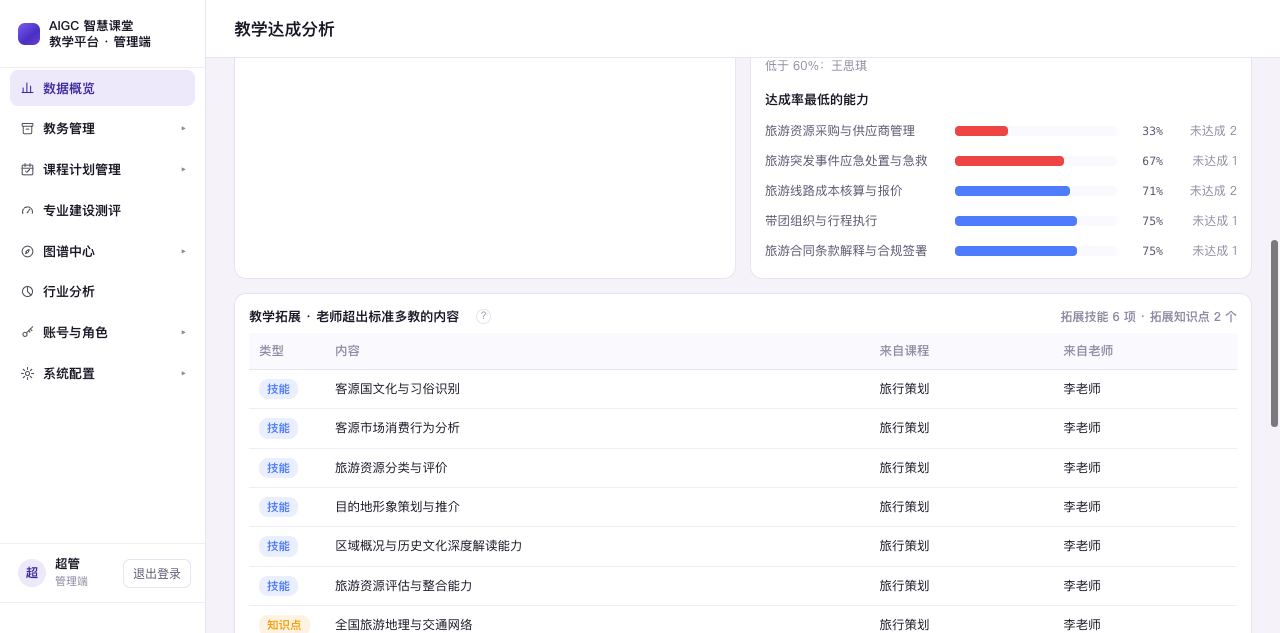 AIGC 智慧课堂
教学平台 · 管理端
数据概览
教务管理
课程计划管理
专业建设测评
图谱中心
行业分析
账号与角色
系统配置
超
超管
管理端
退出登录
教学达成分析
低于 60%：王思琪
达成率最低的能力
旅游资源采购与供应商管理 33% 未达成 2
旅游突发事件应急处置与急救 67% 未达成 1
旅游线路成本核算与报价 71% 未达成 2
带团组织与行程执行 75% 未达成 1
旅游合同条款解释与合规签署 75% 未达成 1
教学拓展 · 老师超出标准多教的内容 ? 拓展技能 6 项 · 拓展知识点 2 个
类型 内容 来自课程 来自老师
技能 客源国文化与习俗识别 旅行策划 李老师
技能 客源市场消费行为分析 旅行策划 李老师
技能 旅游资源分类与评价 旅行策划 李老师
技能 目的地形象策划与推介 旅行策划 李老师
技能 区域概况与历史文化深度解读能力 旅行策划 李老师
技能 旅游资源评估与整合能力 旅行策划 李老师
知识点 全国旅游地理与交通网络 旅行策划 李老师